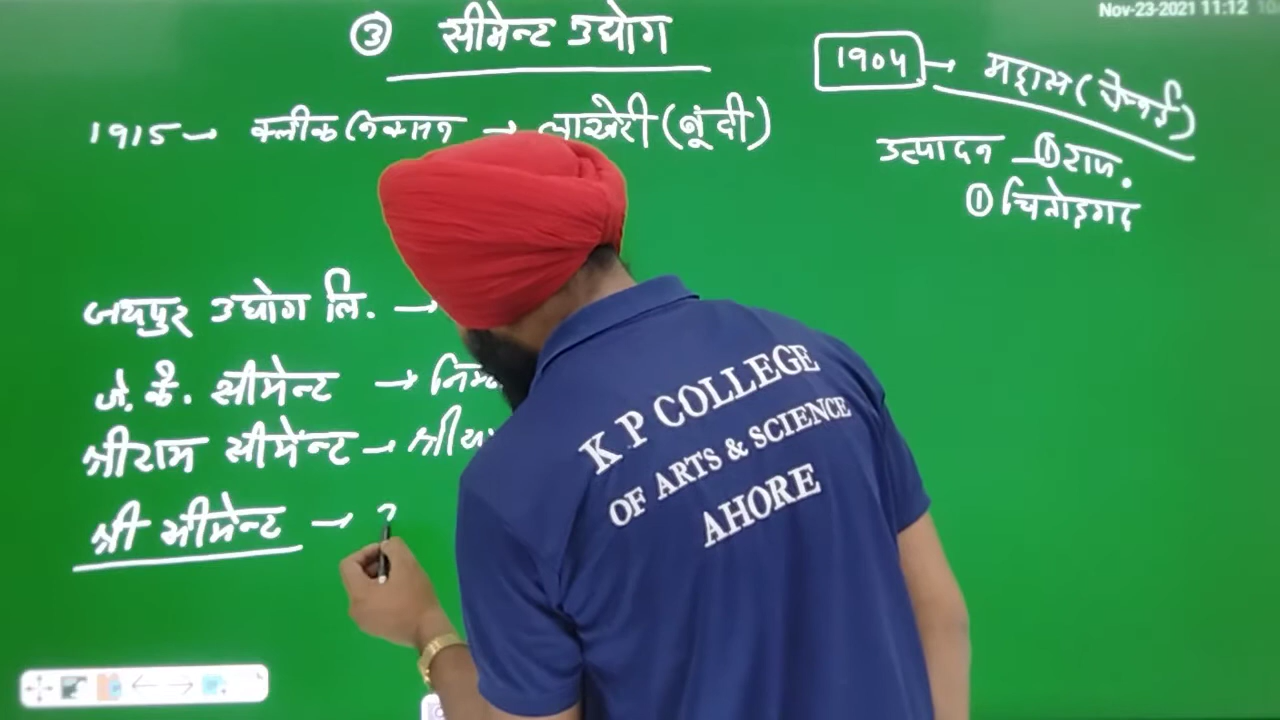 Nov-23-2021 11:12
③ सीमेन्ट उद्योग
1904 → मद्रास (चेन्नई)
1915 → क्लीक निक्सन → लाखेरी (बूंदी)
उत्पादन - ① राज.
① चितोड़गढ़
जयपुर उद्योग लि. →
जे. के. सीमेन्ट →
श्रीराम सीमेंन्ट →
श्री सीमेन्ट →
K P COLLEGE
OF ARTS & SCIENCE
AHORE